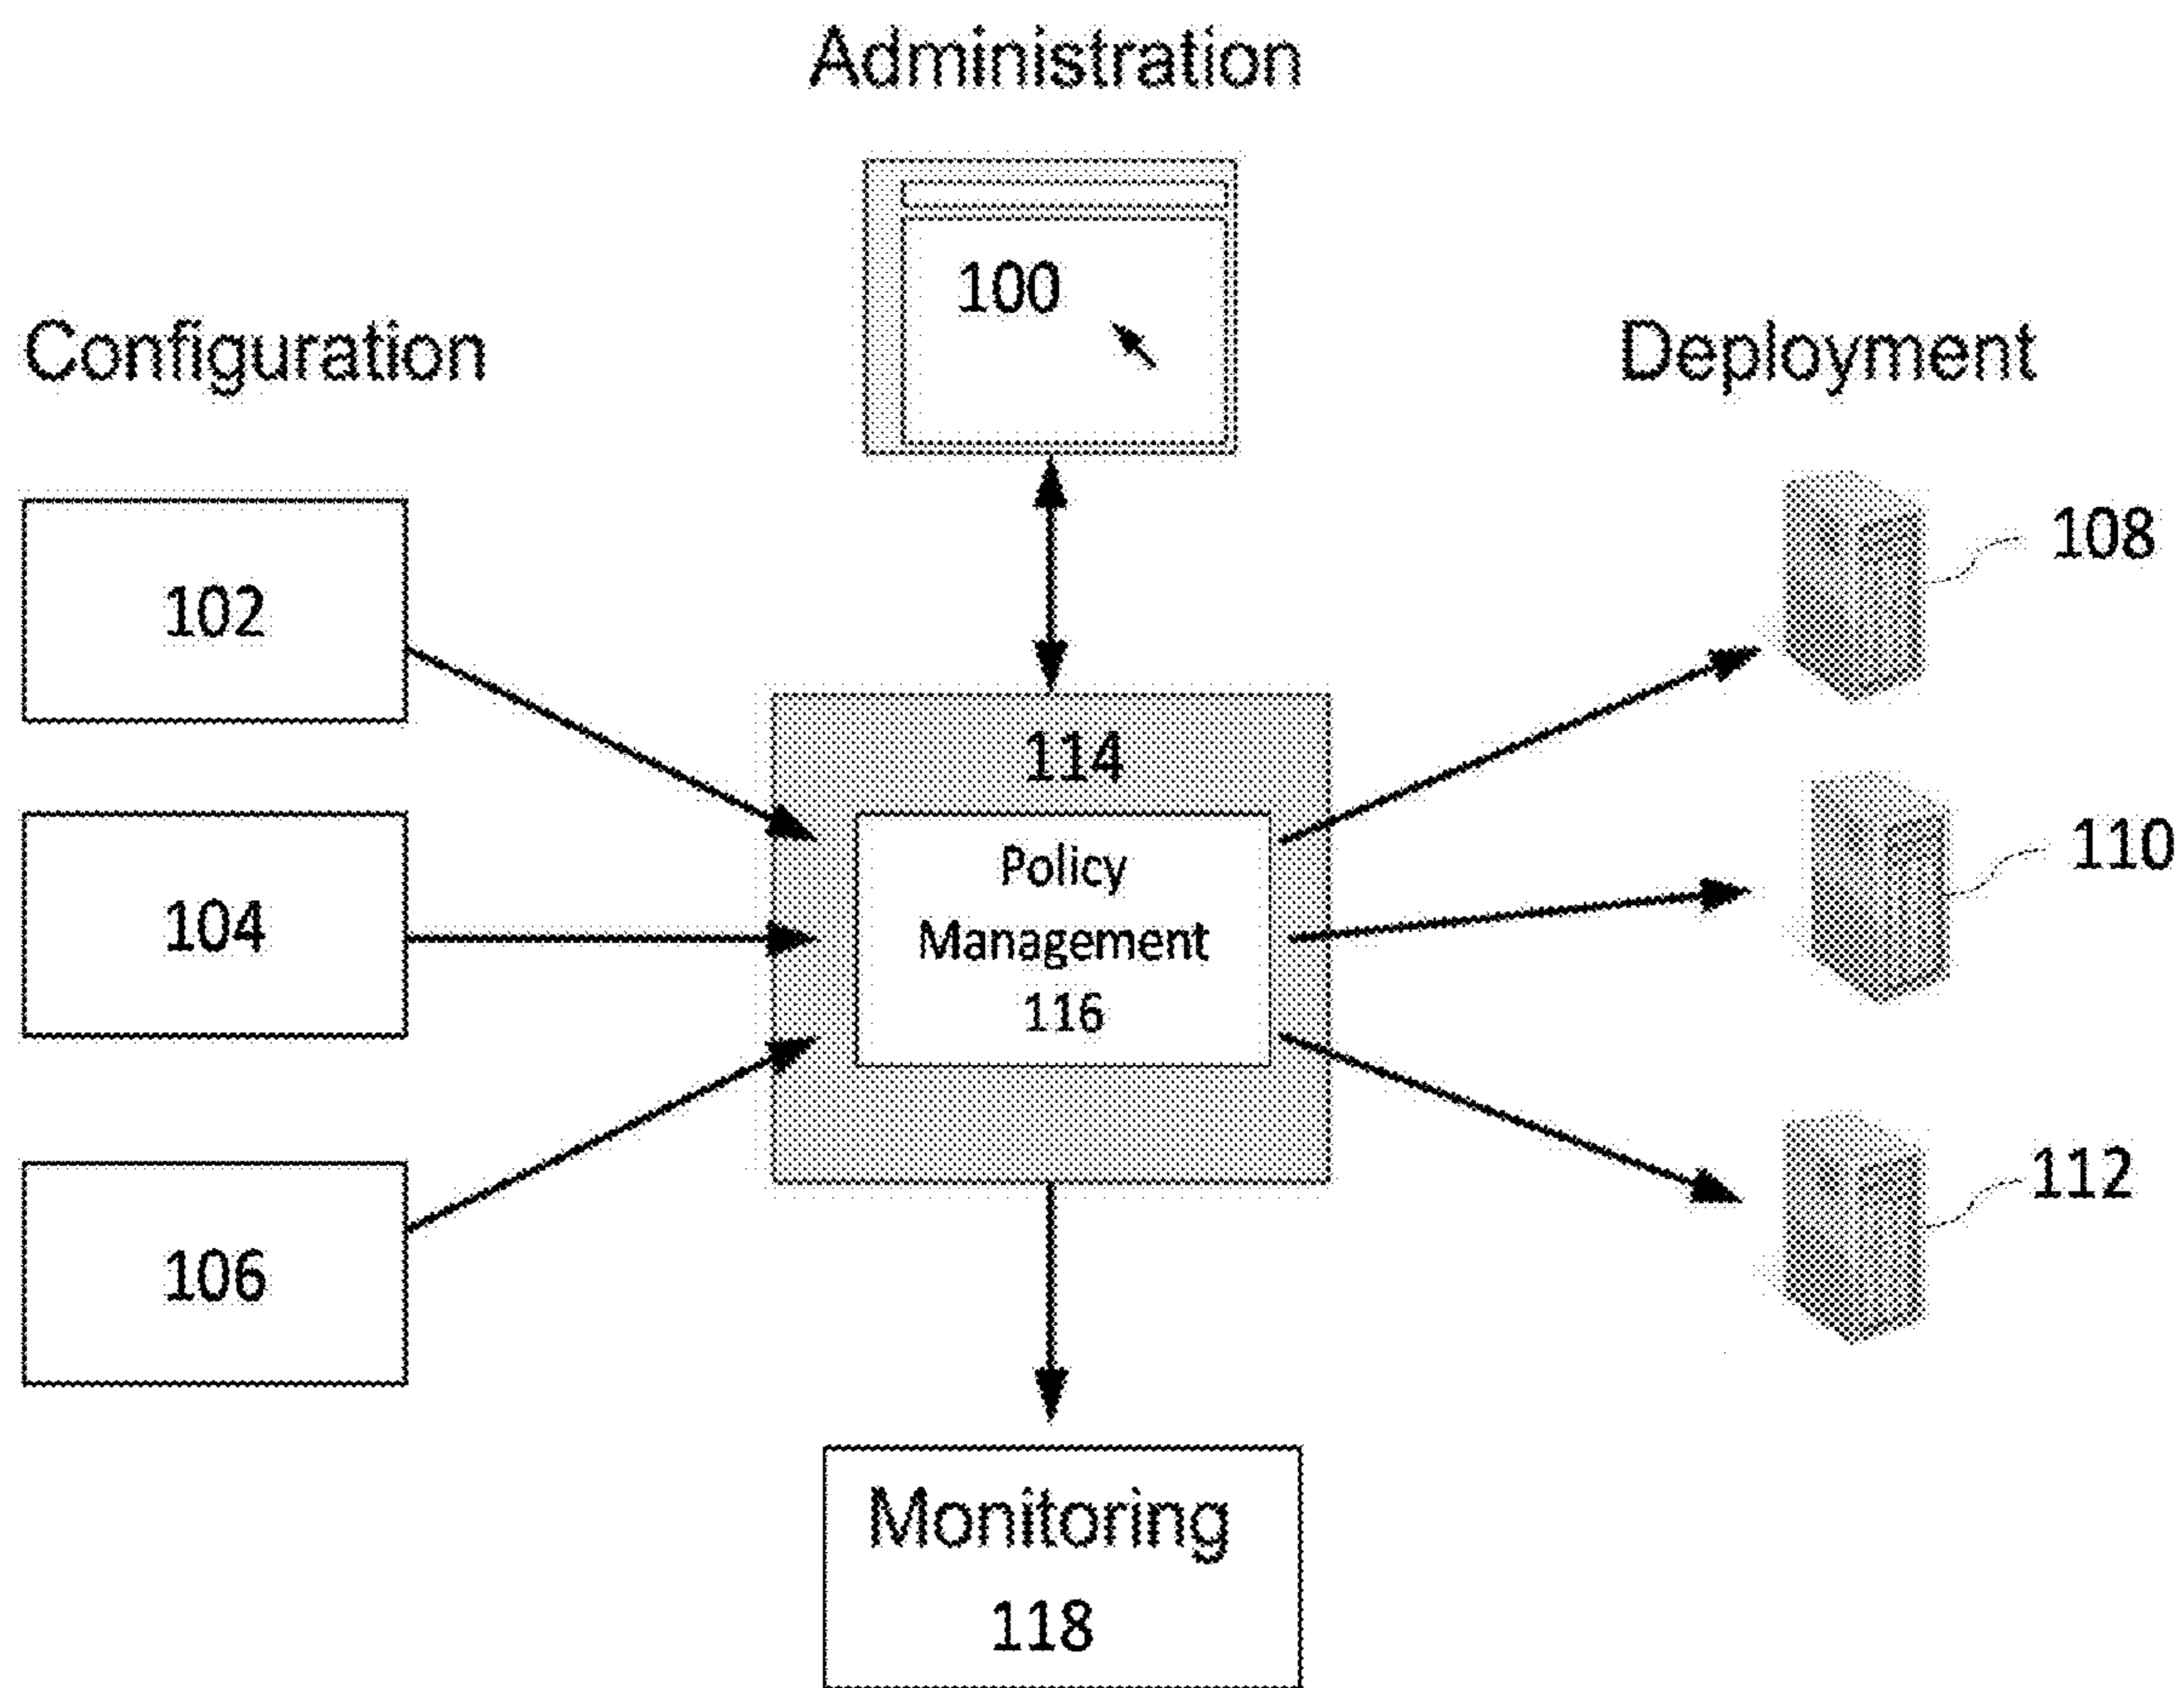 Administration
100
Configuration
Deployment
102
108
114
104
Policy
Management
116
110
106
112
Monitoring
118